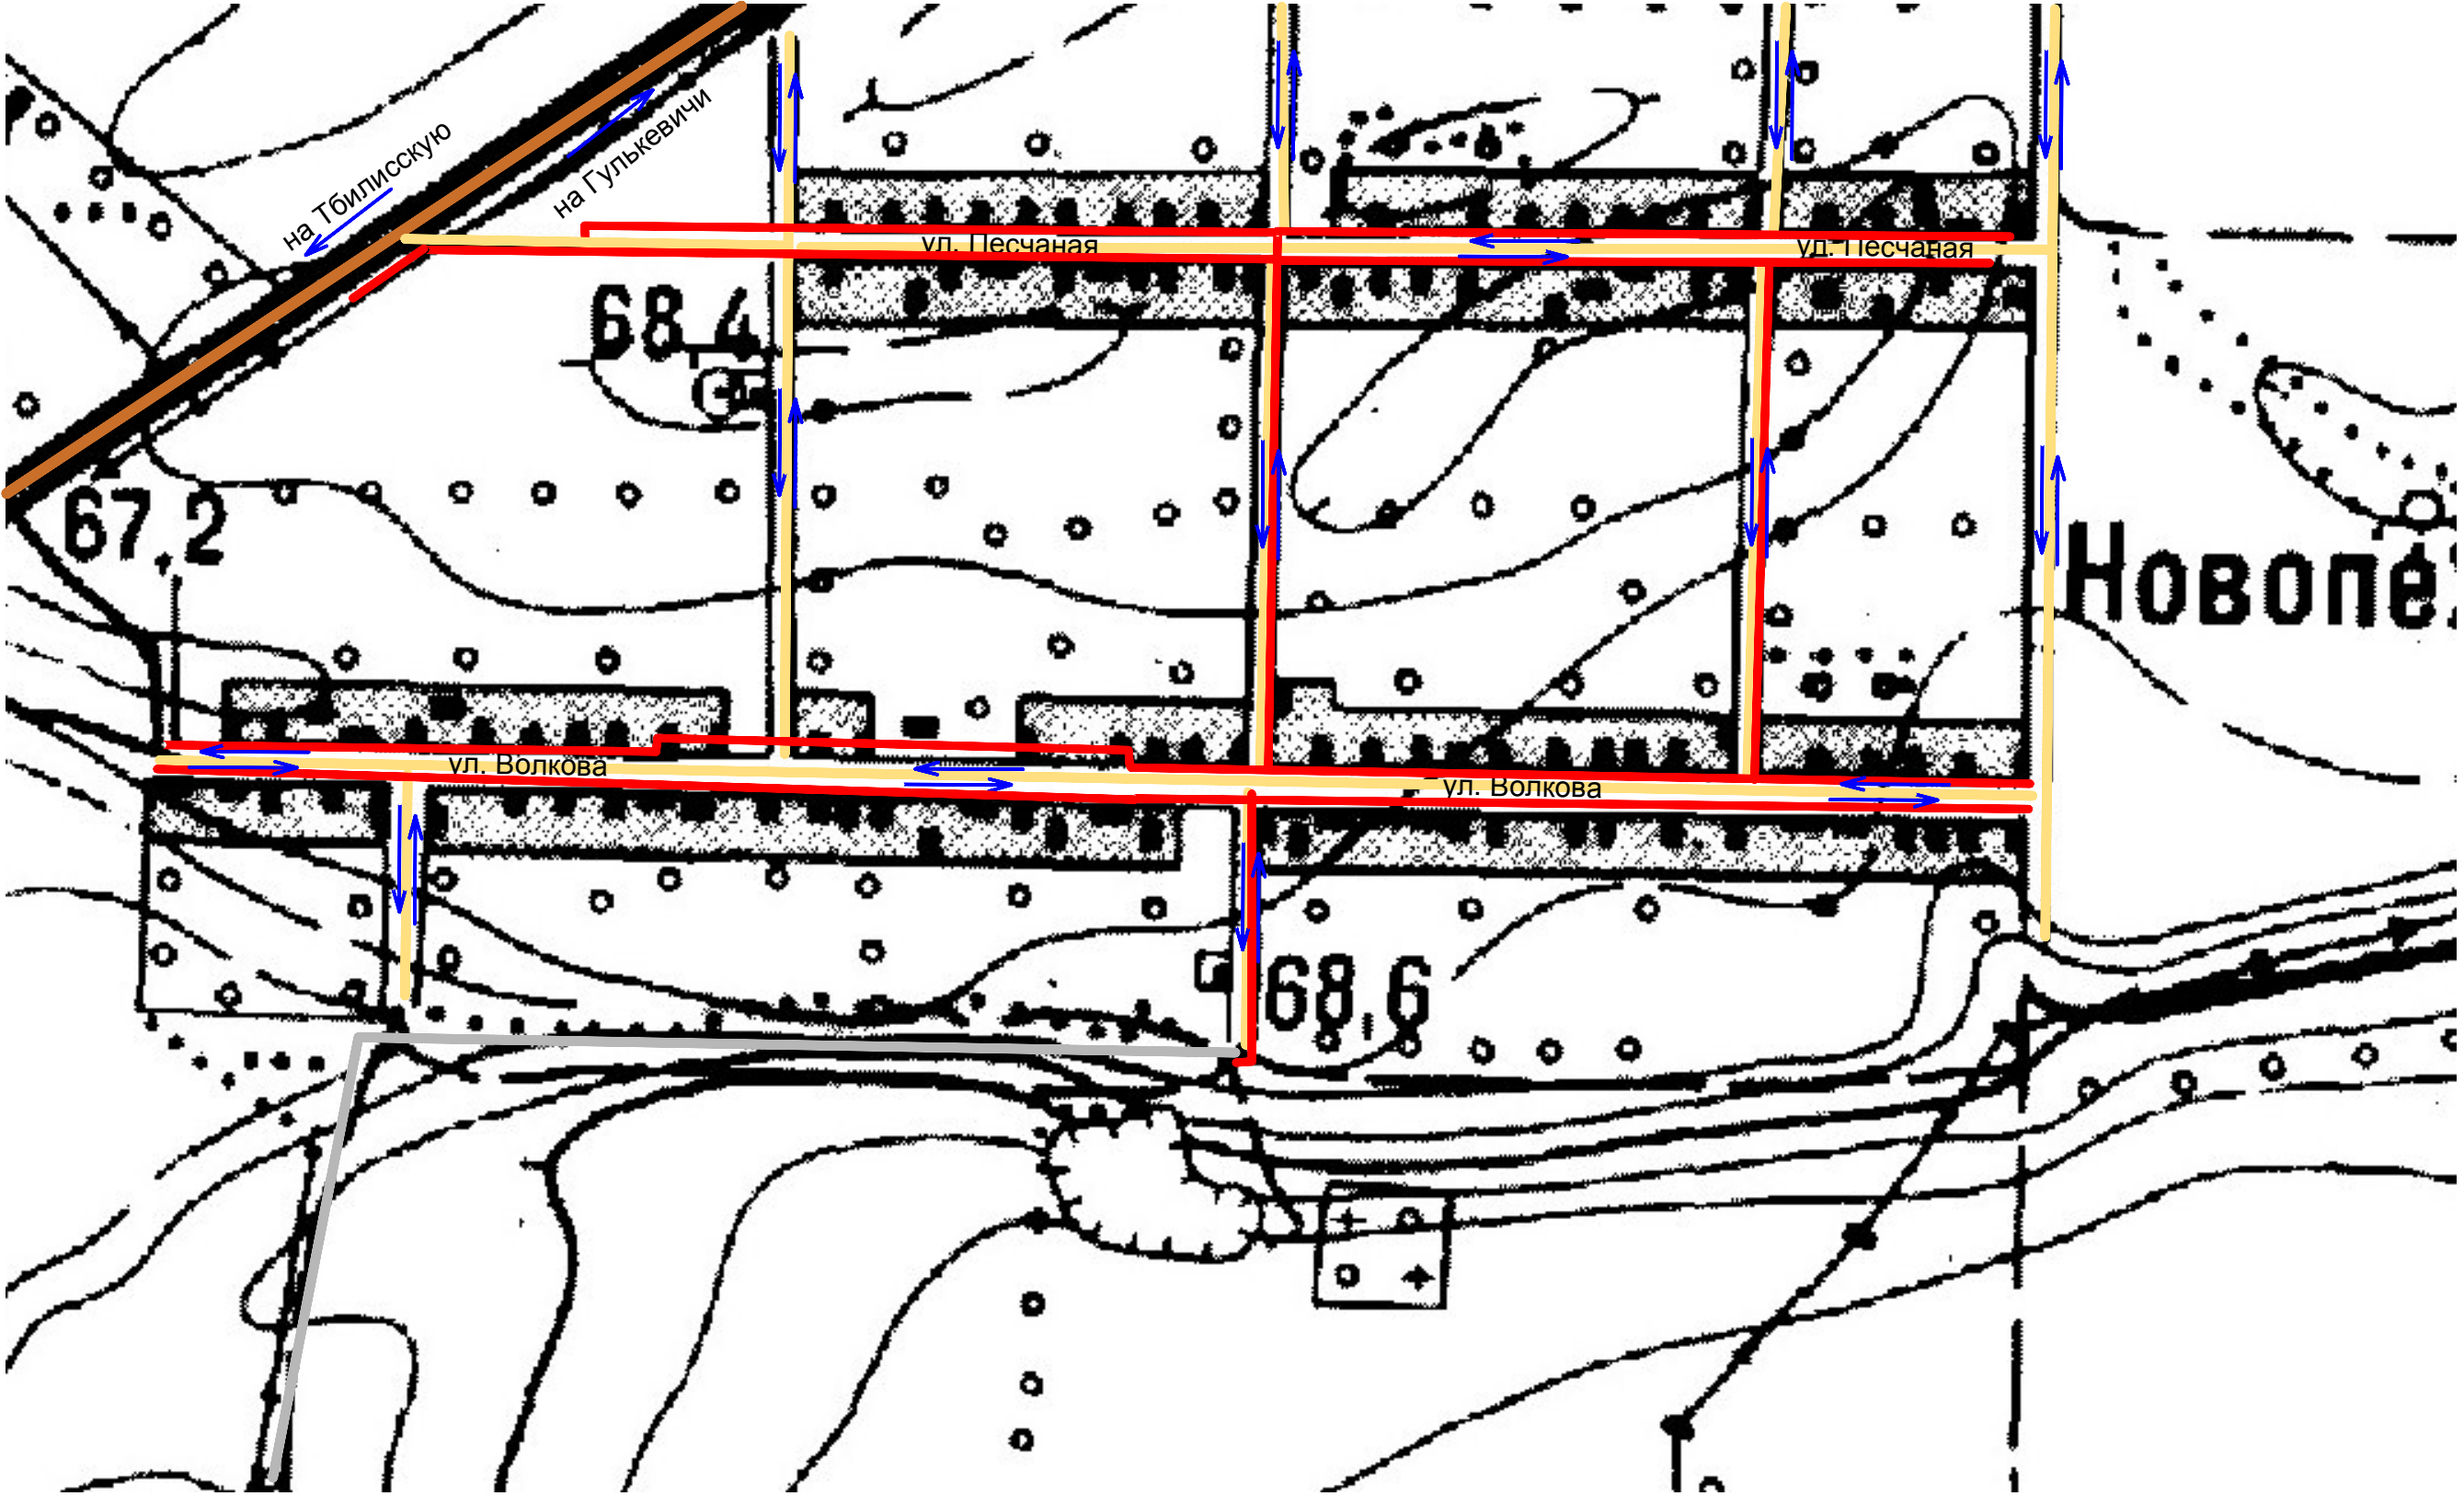 на Тбилисскую
на Гулькевичи
ул. Песчаная
ул. Песчаная
68,4
67 2
Новопе
ул. Волкова
ул. Волкова
68,6